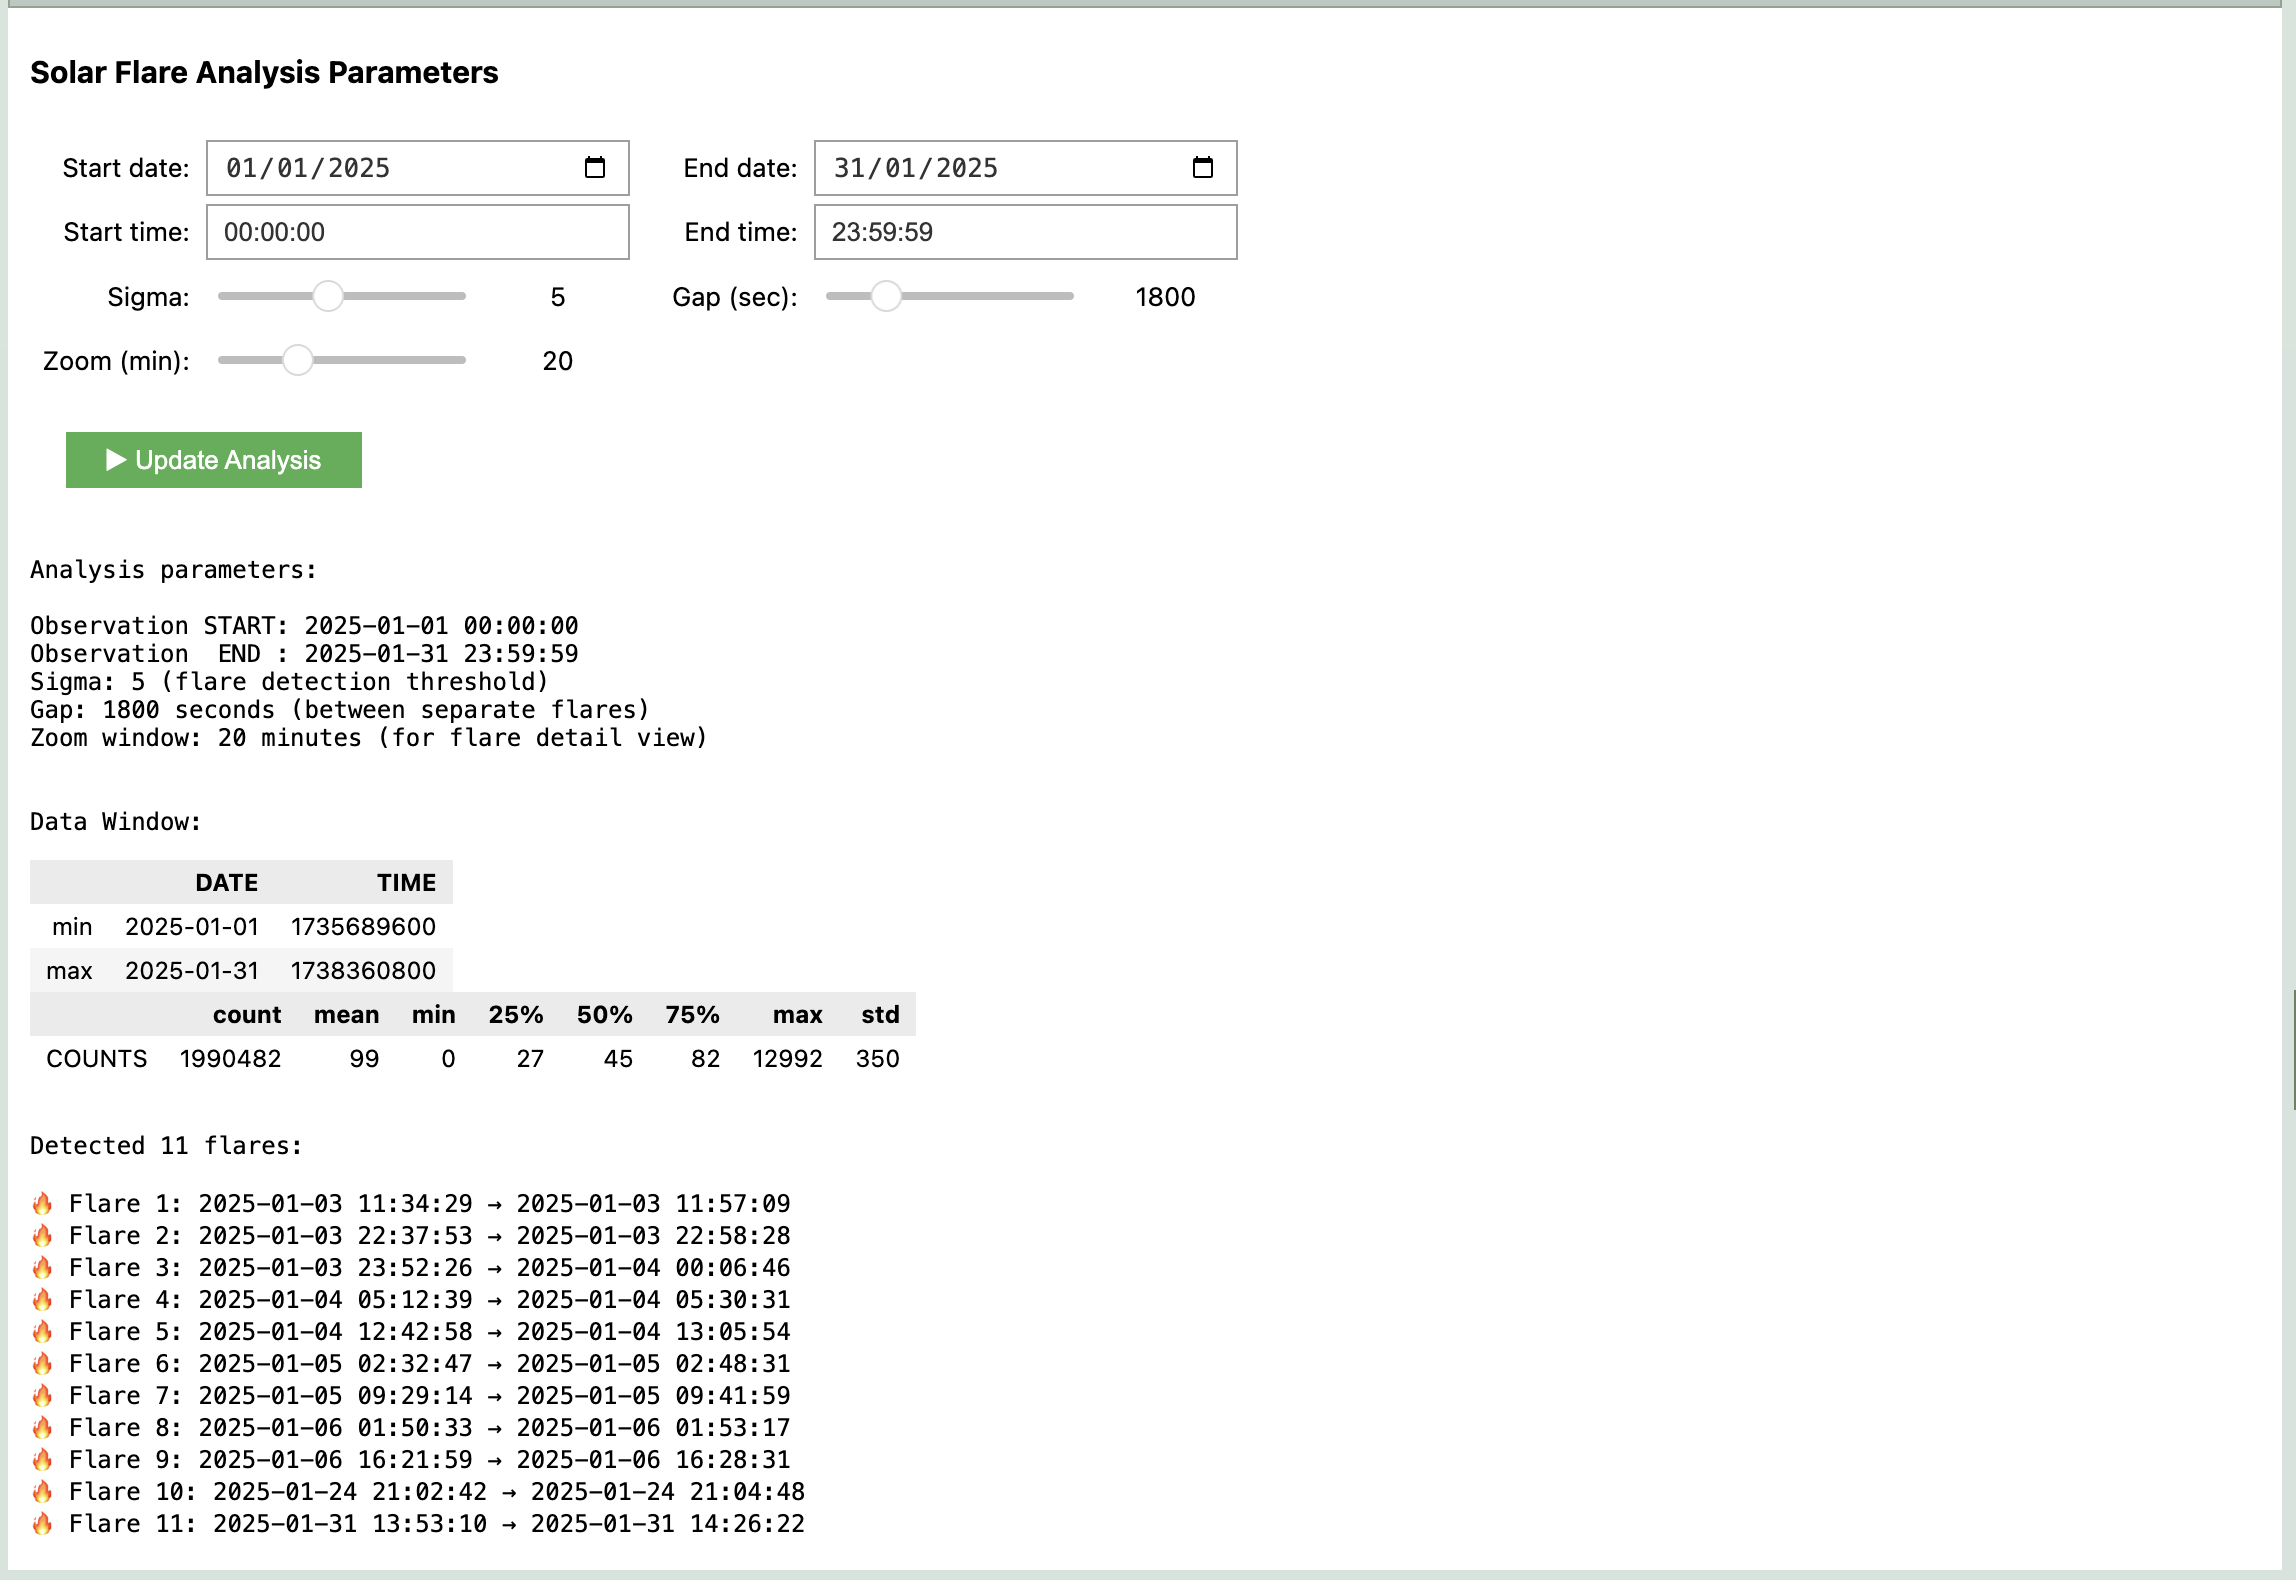 Solar Flare Analysis Parameters
Start date: 01/01/2025 End date: 31/01/2025
Start time: 00:00:00 End time: 23:59:59
Sigma: 5 Gap (sec): 1800
Zoom (min): 20
▶ Update Analysis
Analysis parameters:
Observation START: 2025-01-01 00:00:00
Observation  END : 2025-01-31 23:59:59
Sigma: 5 (flare detection threshold)
Gap: 1800 seconds (between separate flares)
Zoom window: 20 minutes (for flare detail view)
Data Window:
DATE TIME
min 2025-01-01 1735689600
max 2025-01-31 1738360800
count mean min 25% 50% 75% max std
COUNTS 1990482 99 0 27 45 82 12992 350
Detected 11 flares:
🔥 Flare 1: 2025-01-03 11:34:29 → 2025-01-03 11:57:09
🔥 Flare 2: 2025-01-03 22:37:53 → 2025-01-03 22:58:28
🔥 Flare 3: 2025-01-03 23:52:26 → 2025-01-04 00:06:46
🔥 Flare 4: 2025-01-04 05:12:39 → 2025-01-04 05:30:31
🔥 Flare 5: 2025-01-04 12:42:58 → 2025-01-04 13:05:54
🔥 Flare 6: 2025-01-05 02:32:47 → 2025-01-05 02:48:31
🔥 Flare 7: 2025-01-05 09:29:14 → 2025-01-05 09:41:59
🔥 Flare 8: 2025-01-06 01:50:33 → 2025-01-06 01:53:17
🔥 Flare 9: 2025-01-06 16:21:59 → 2025-01-06 16:28:31
🔥 Flare 10: 2025-01-24 21:02:42 → 2025-01-24 21:04:48
🔥 Flare 11: 2025-01-31 13:53:10 → 2025-01-31 14:26:22